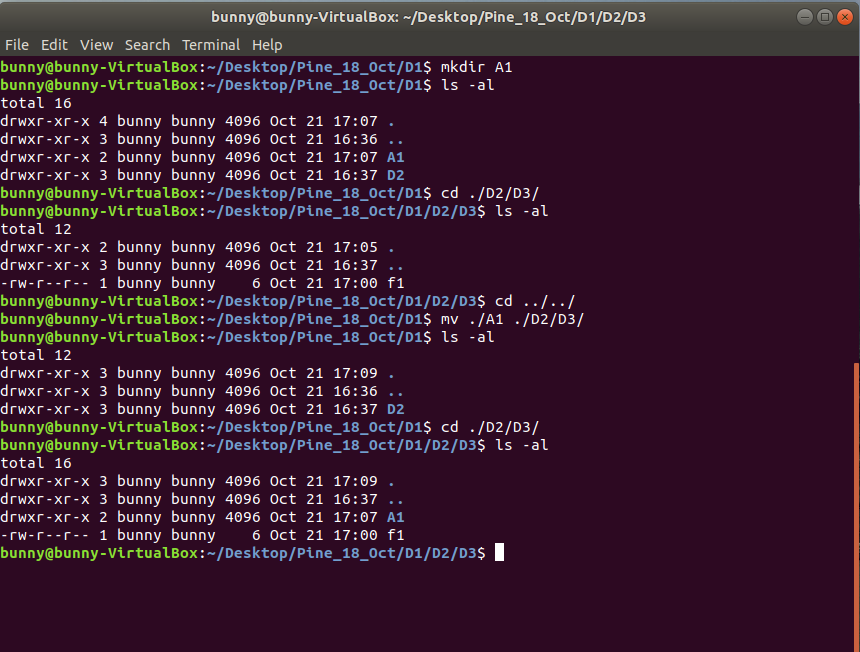 bunny@bunny-VirtualBox: ~/Desktop/Pine_18_Oct/D1/D2/D3
File Edit View Search Terminal Help
bunny@bunny-VirtualBox:~/Desktop/Pine_18_Oct/D1$ mkdir A1
bunny@bunny-VirtualBox:~/Desktop/Pine_18_Oct/D1$ ls -al
total 16
drwxr-xr-x 4 bunny bunny 4096 Oct 21 17:07 .
drwxr-xr-x 3 bunny bunny 4096 Oct 21 16:36 ..
drwxr-xr-x 2 bunny bunny 4096 Oct 21 17:07 A1
drwxr-xr-x 3 bunny bunny 4096 Oct 21 16:37 D2
bunny@bunny-VirtualBox:~/Desktop/Pine_18_Oct/D1$ cd ./D2/D3/
bunny@bunny-VirtualBox:~/Desktop/Pine_18_Oct/D1/D2/D3$ ls -al
total 12
drwxr-xr-x 2 bunny bunny 4096 Oct 21 17:05 .
drwxr-xr-x 3 bunny bunny 4096 Oct 21 16:37 ..
-rw-r--r-- 1 bunny bunny    6 Oct 21 17:00 f1
bunny@bunny-VirtualBox:~/Desktop/Pine_18_Oct/D1/D2/D3$ cd ../../
bunny@bunny-VirtualBox:~/Desktop/Pine_18_Oct/D1$ mv ./A1 ./D2/D3/
bunny@bunny-VirtualBox:~/Desktop/Pine_18_Oct/D1$ ls -al
total 12
drwxr-xr-x 3 bunny bunny 4096 Oct 21 17:09 .
drwxr-xr-x 3 bunny bunny 4096 Oct 21 16:36 ..
drwxr-xr-x 3 bunny bunny 4096 Oct 21 16:37 D2
bunny@bunny-VirtualBox:~/Desktop/Pine_18_Oct/D1$ cd ./D2/D3/
bunny@bunny-VirtualBox:~/Desktop/Pine_18_Oct/D1/D2/D3$ ls -al
total 16
drwxr-xr-x 3 bunny bunny 4096 Oct 21 17:09 .
drwxr-xr-x 3 bunny bunny 4096 Oct 21 16:37 ..
drwxr-xr-x 2 bunny bunny 4096 Oct 21 17:07 A1
-rw-r--r-- 1 bunny bunny    6 Oct 21 17:00 f1
bunny@bunny-VirtualBox:~/Desktop/Pine_18_Oct/D1/D2/D3$